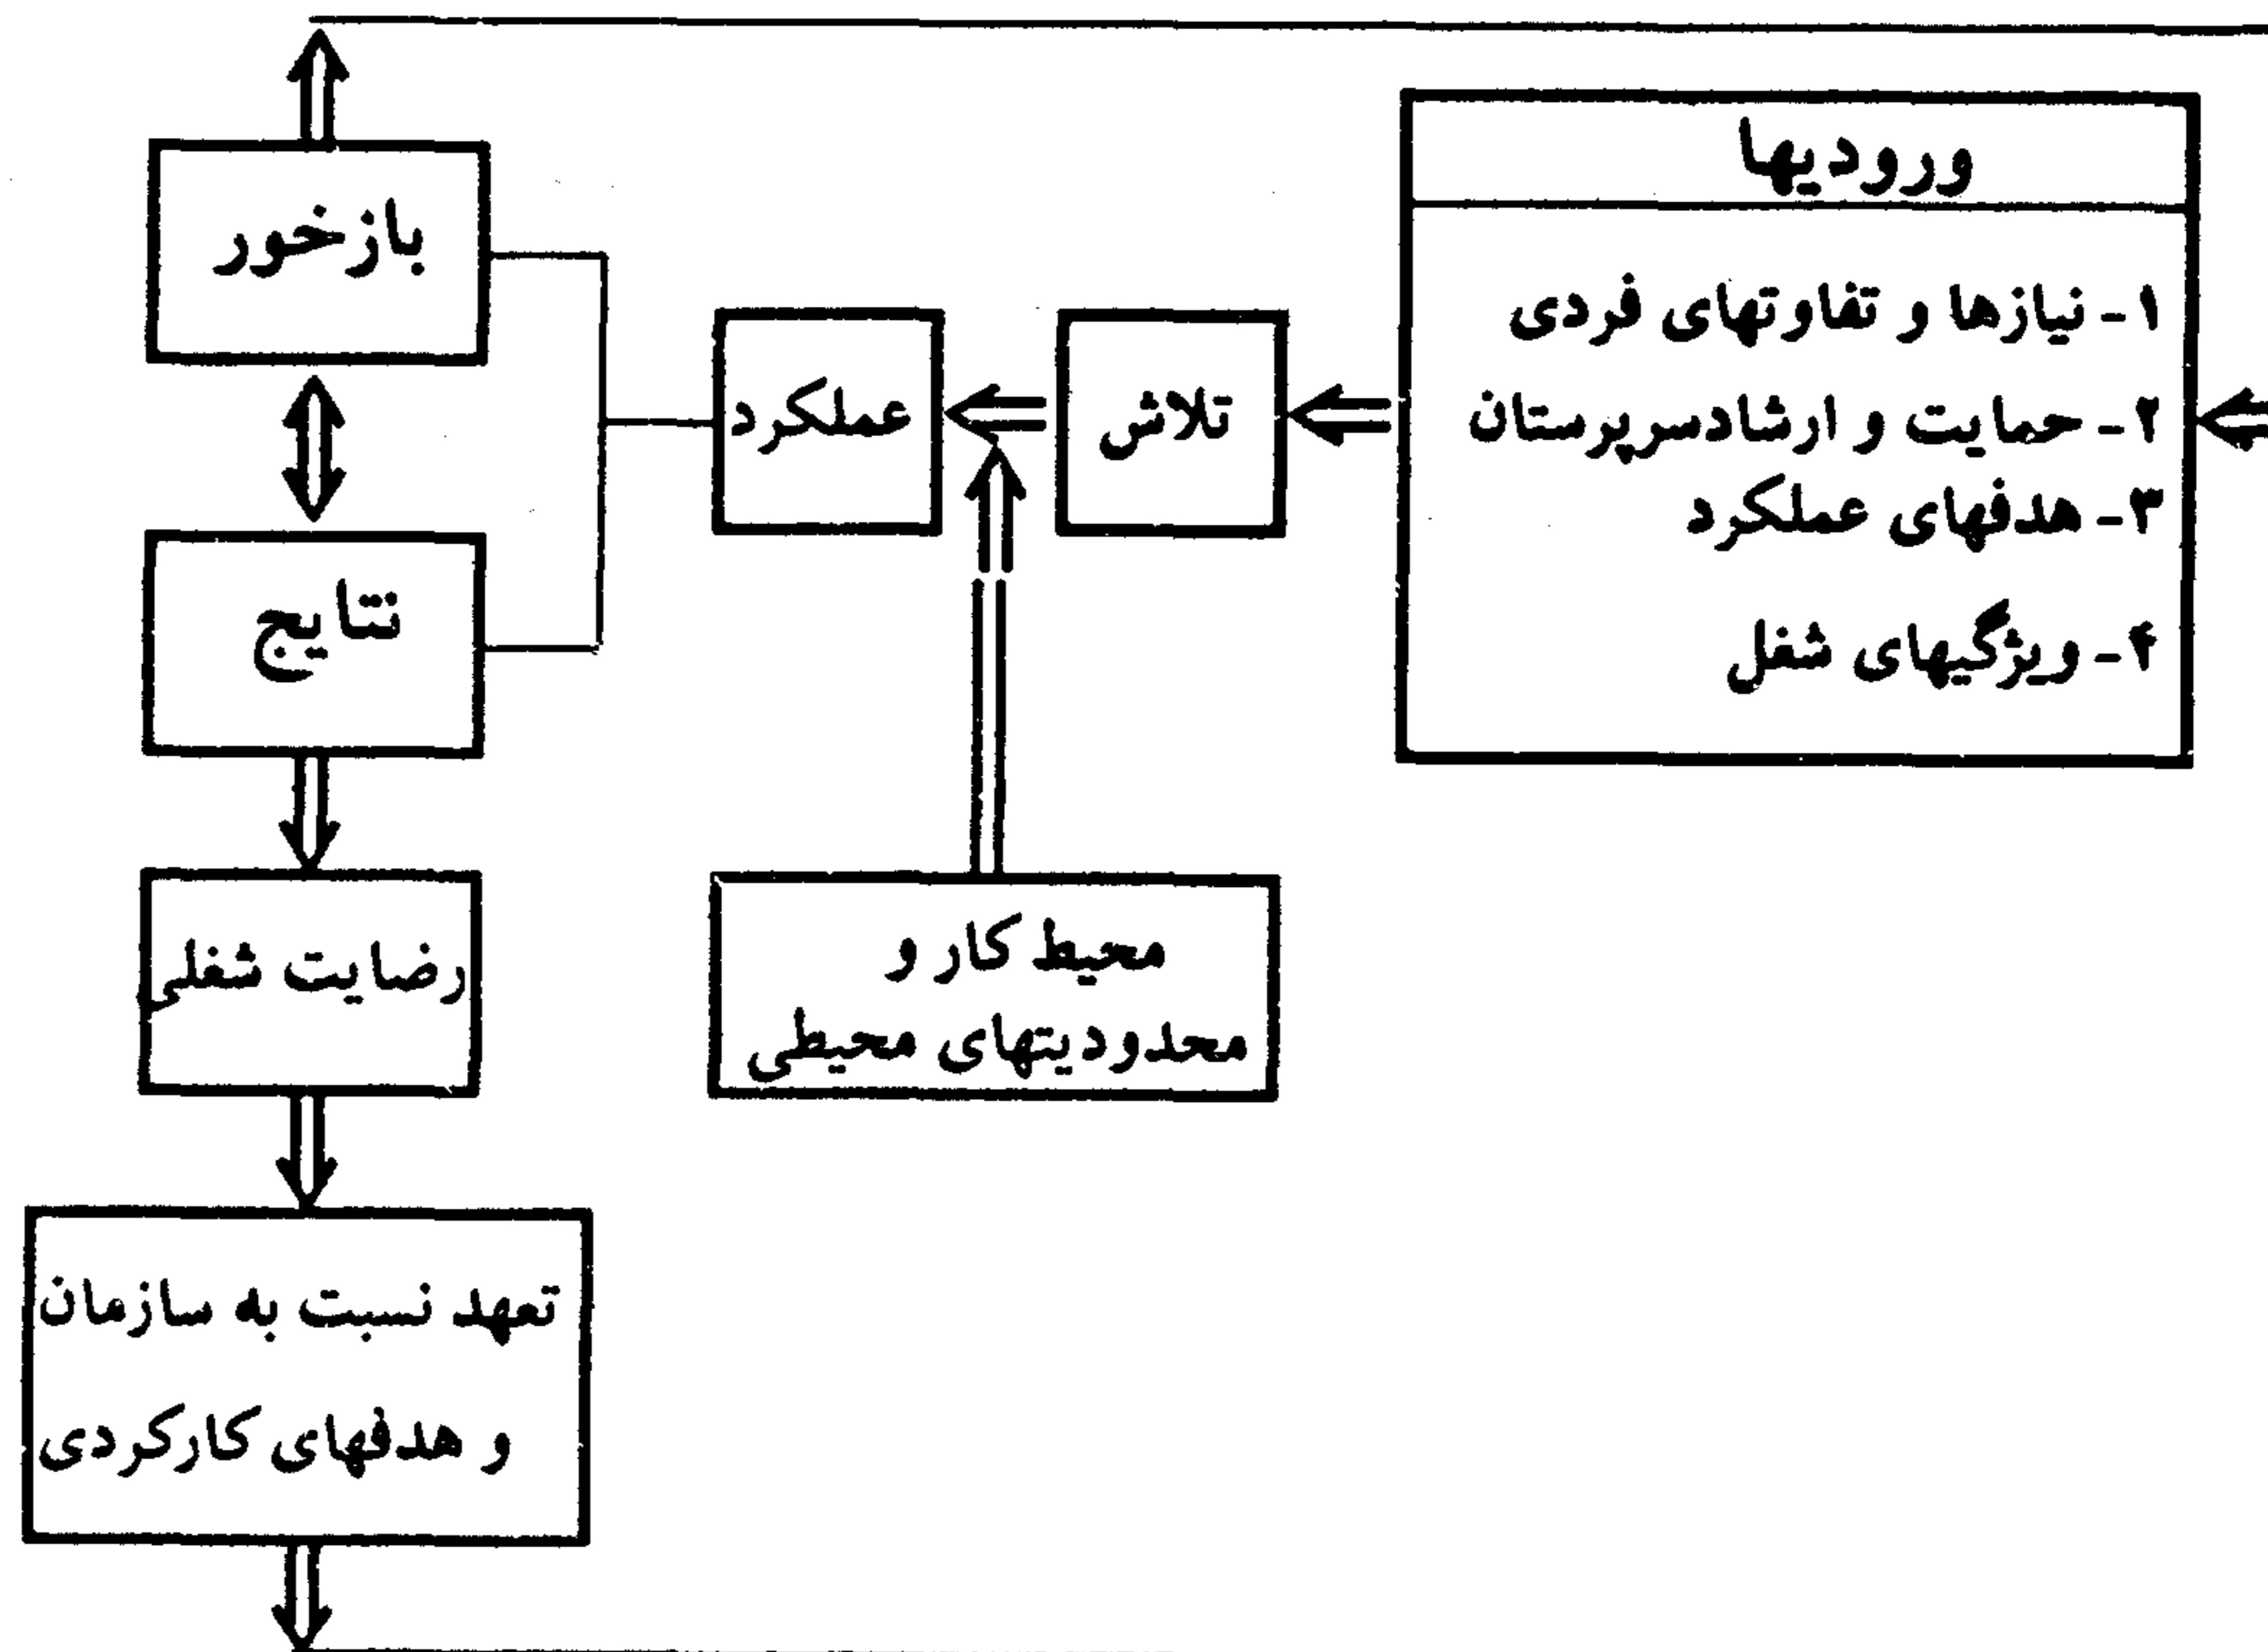 ورودیها
۱- نیازها و تفاوتهای فردی
۲- حمایت و ارشادسرپرستان
۳- هدفهای عملکرد
۴- ویژگیهای شغل
تلاش
عملکرد
بازخور
نتایج
رضایت شغلی
محیط کار و
محدودیتهای محیطی
تعهد نسبت به سازمان
و هدفهای کارکردی